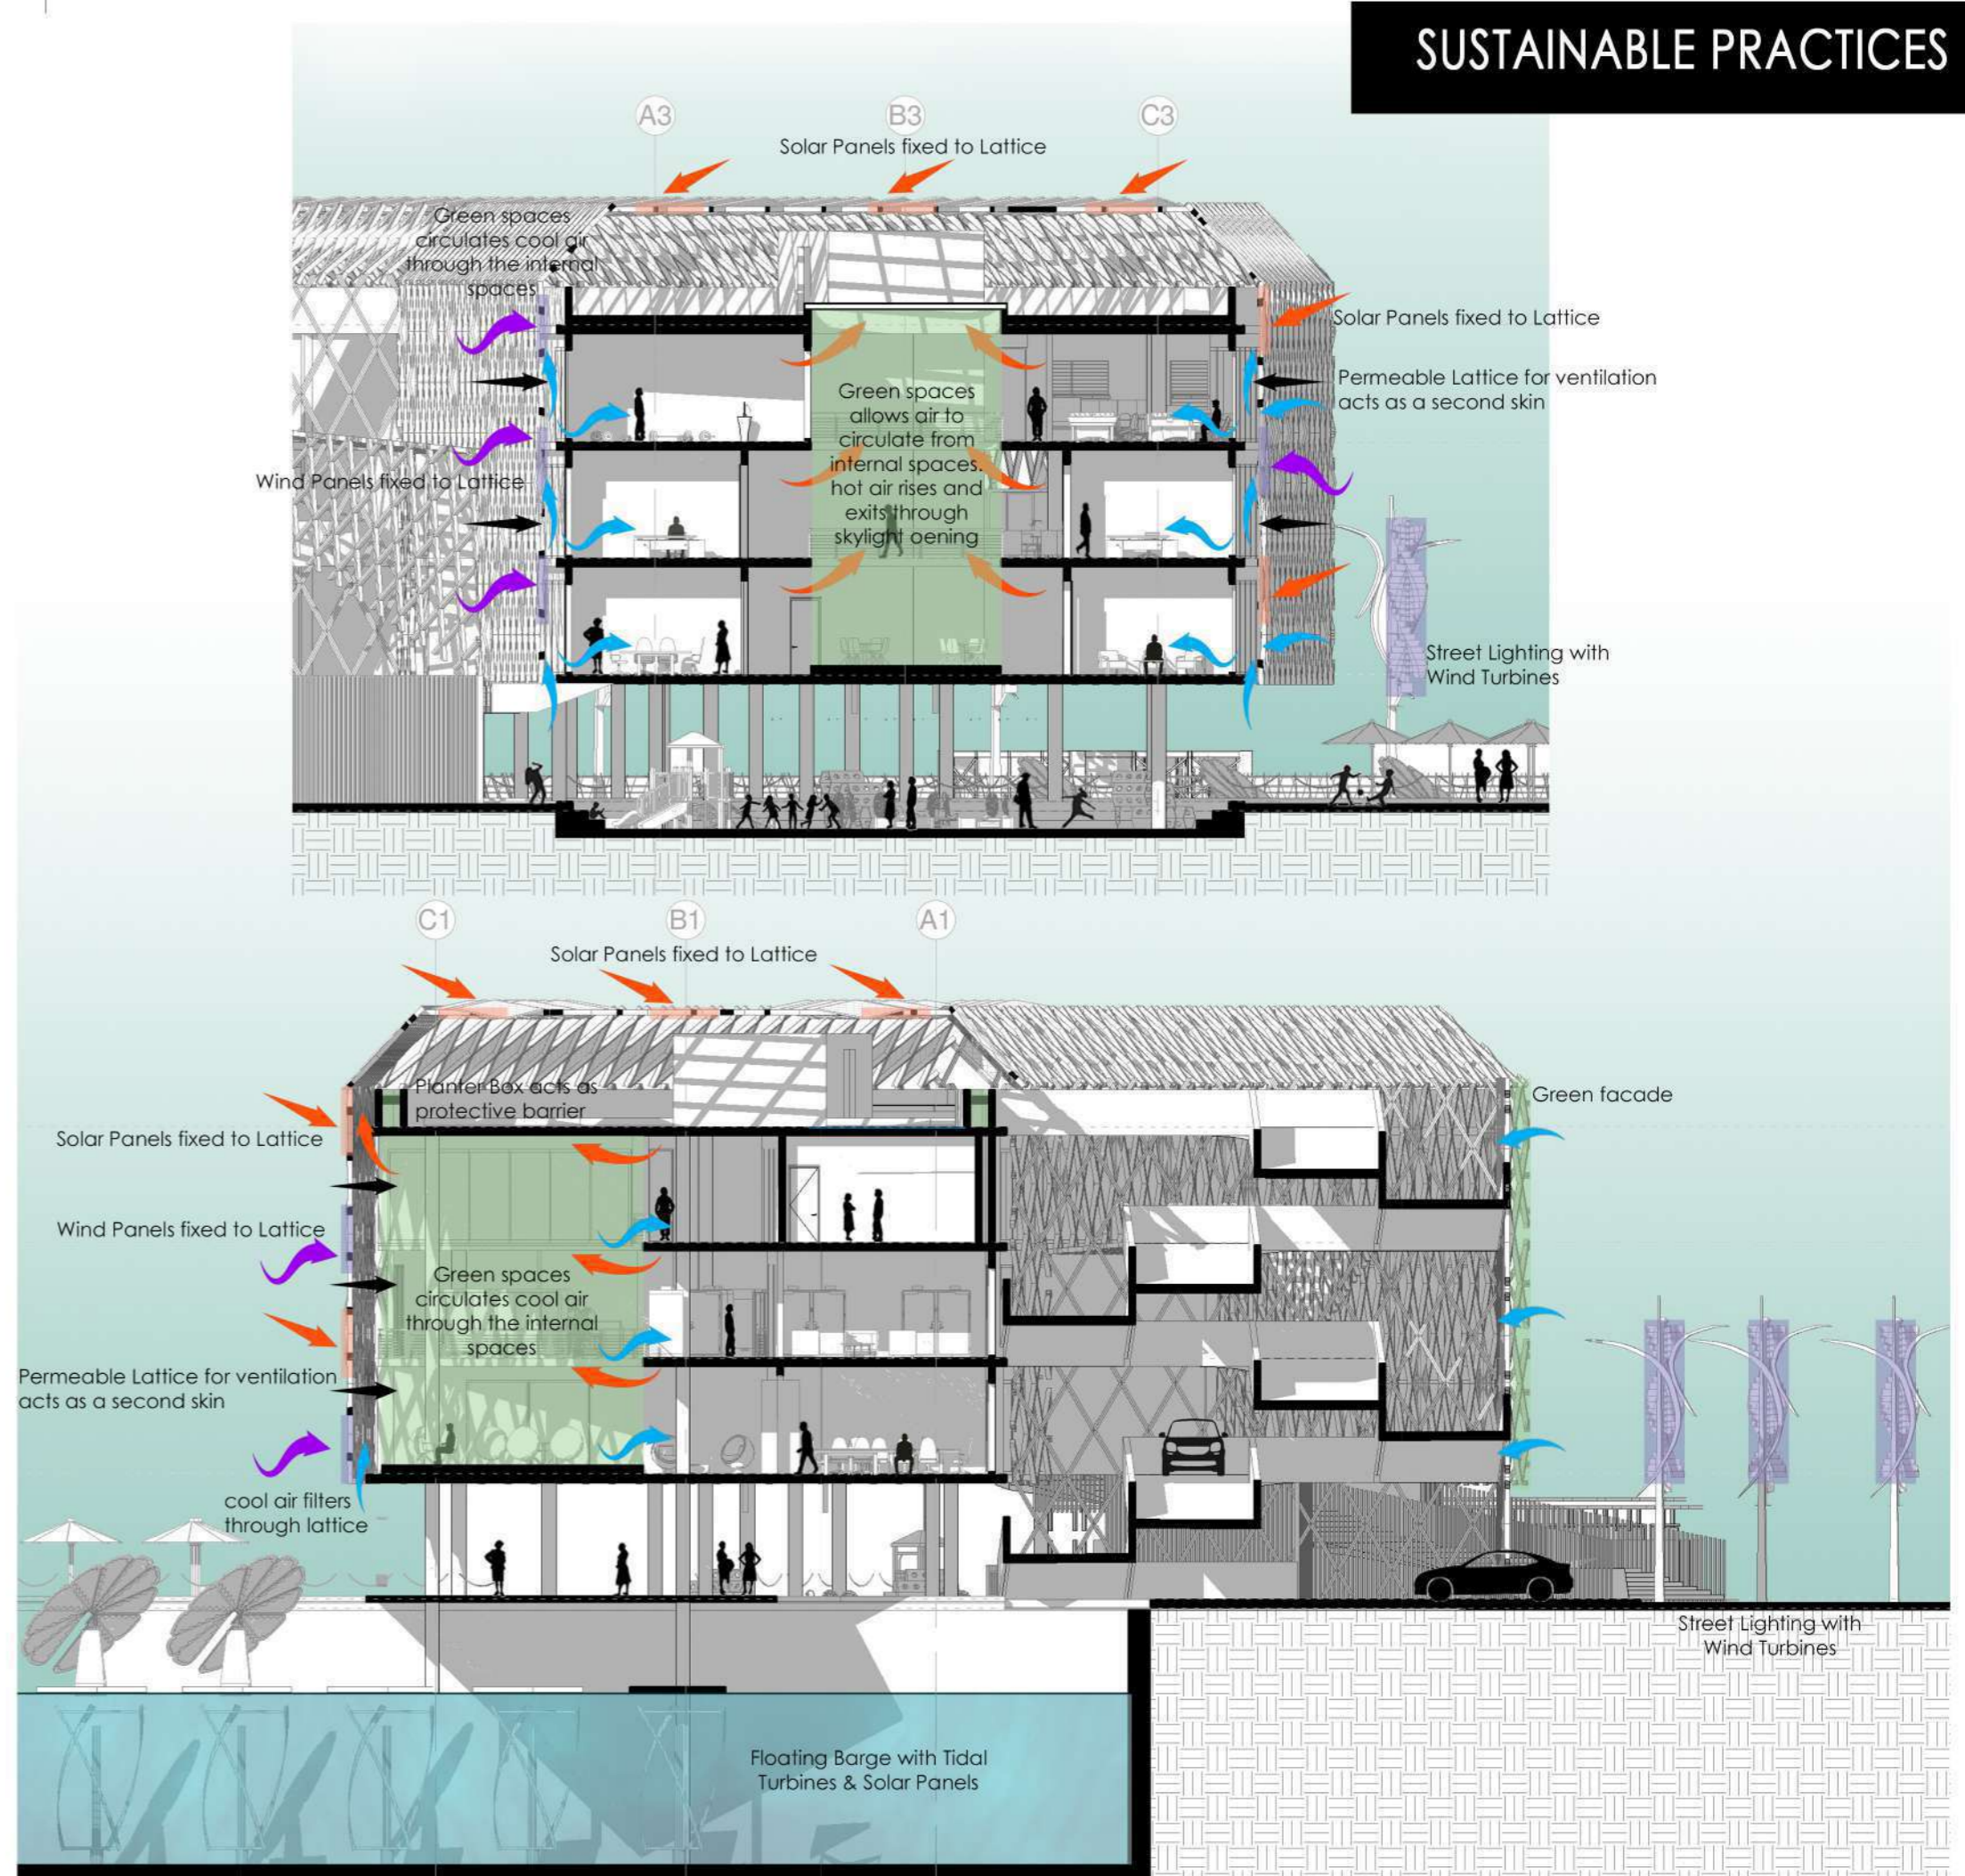 SUSTAINABLE PRACTICES
A3
B3
C3
Solar Panels fixed to Lattice
Green spaces
circulates cool air
through the internal
spaces
Solar Panels fixed to Lattice
Permeable Lattice for ventilation
acts as a second skin
Green spaces
allows air to
circulate from
internal spaces.
hot air rises and
exits through
skylight oening
Wind Panels fixed to Lattice
Street Lighting with
Wind Turbines
C1
B1
A1
Solar Panels fixed to Lattice
Planter Box acts as
protective barrier
Green facade
Solar Panels fixed to Lattice
Wind Panels fixed to Lattice
Green spaces
circulates cool air
through the internal
spaces
Permeable Lattice for ventilation
acts as a second skin
cool air filters
through lattice
Street Lighting with
Wind Turbines
Floating Barge with Tidal
Turbines & Solar Panels